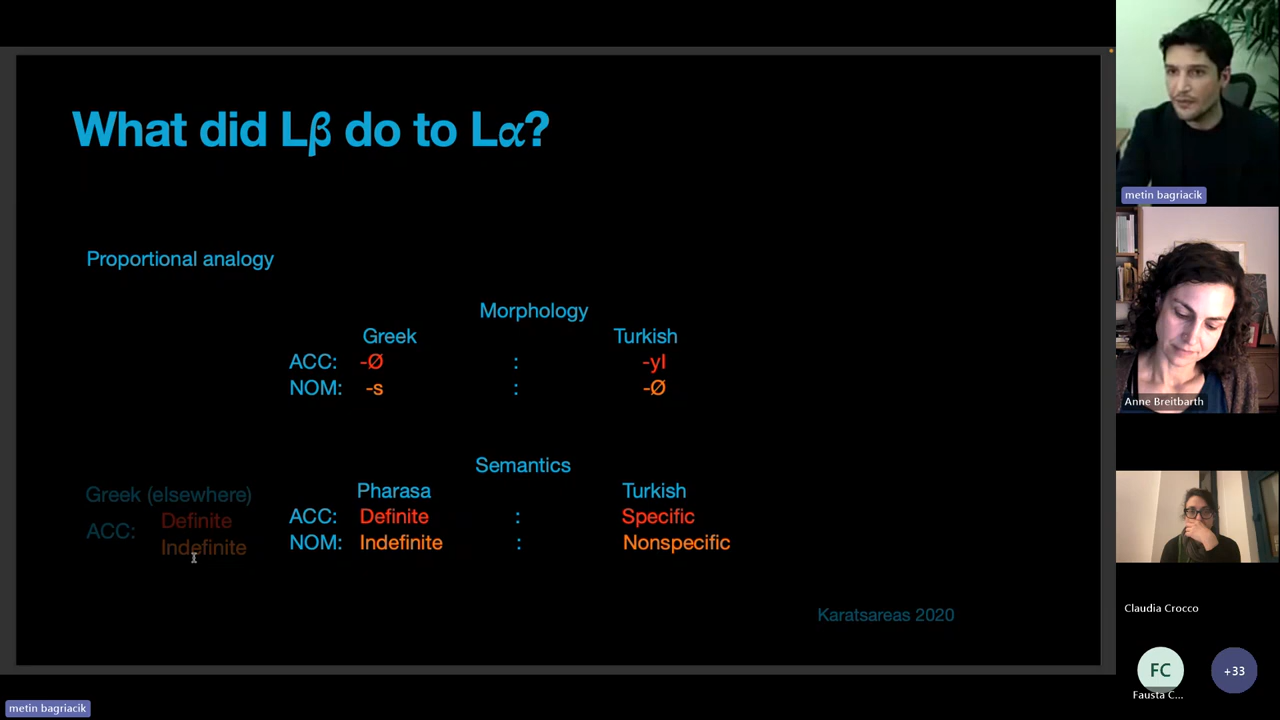 What did Lβ do to Lα?
Proportional analogy
Morphology
Greek Turkish
ACC: -Ø : -yI
NOM: -s : -Ø
Semantics
Greek (elsewhere) Pharasa Turkish
ACC: Definite ACC: Definite : Specific
Indefinite NOM: Indefinite : Nonspecific
Karatsareas 2020
metin bagriacik
metin bagriacik
Anne Breitbarth
Claudia Crocco
FC +33
Fausta C...